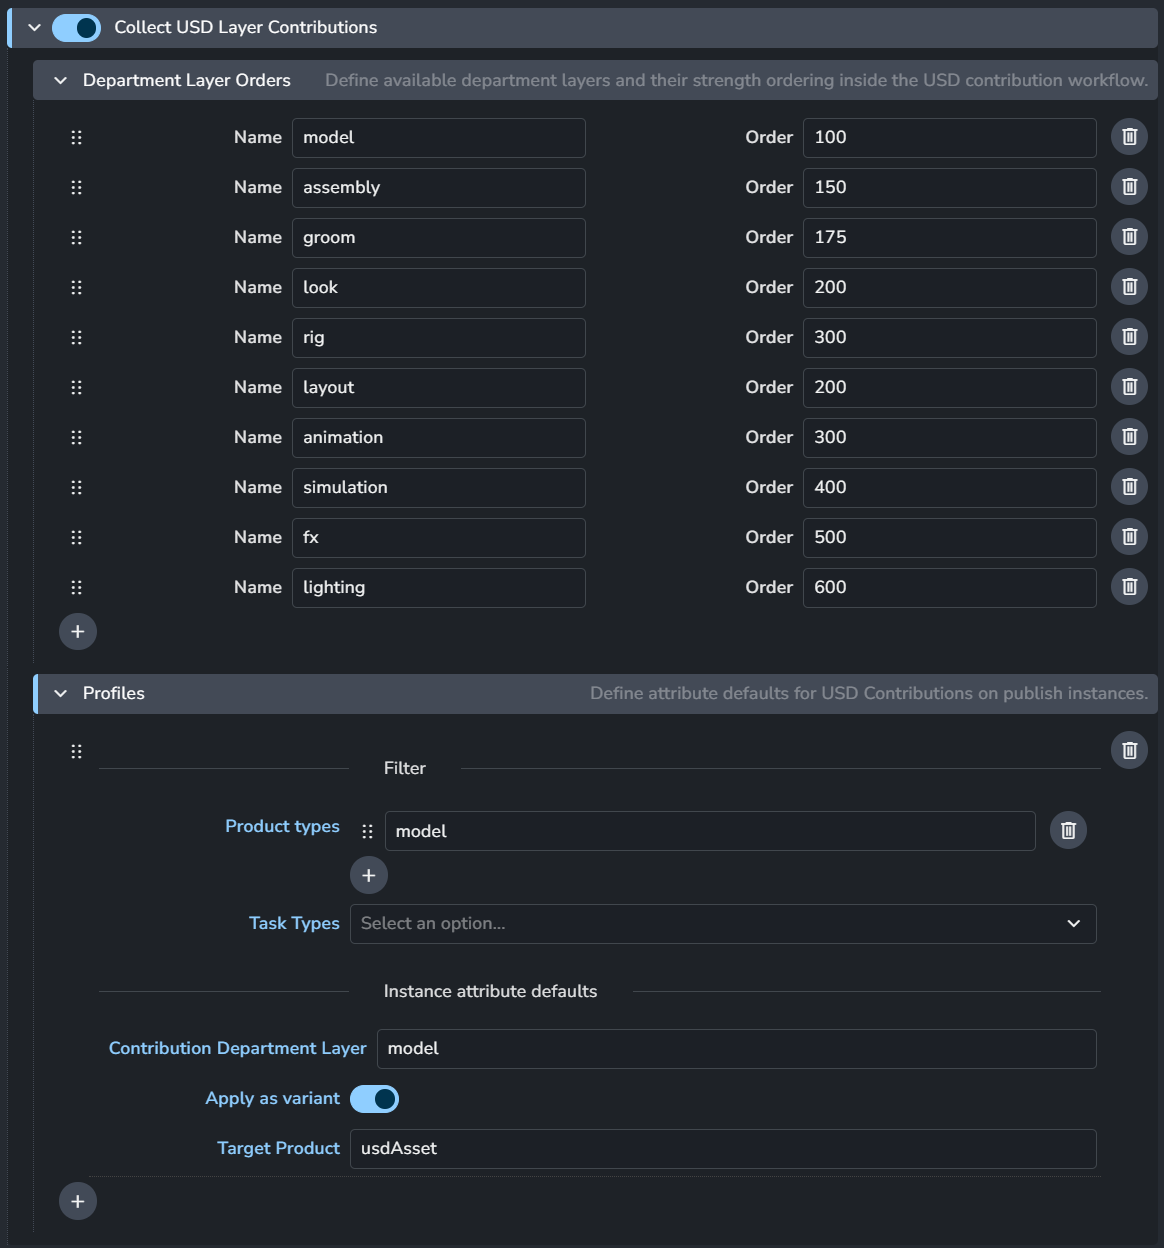 Collect USD Layer Contributions
Department Layer Orders Define available department layers and their strength ordering inside the USD contribution workflow.
Name model Order 100
Name assembly Order 150
Name groom Order 175
Name look Order 200
Name rig Order 300
Name layout Order 200
Name animation Order 300
Name simulation Order 400
Name fx Order 500
Name lighting Order 600
+
Profiles Define attribute defaults for USD Contributions on publish instances.
Filter
Product types model
+
Task Types Select an option...
Instance attribute defaults
Contribution Department Layer model
Apply as variant
Target Product usdAsset
+